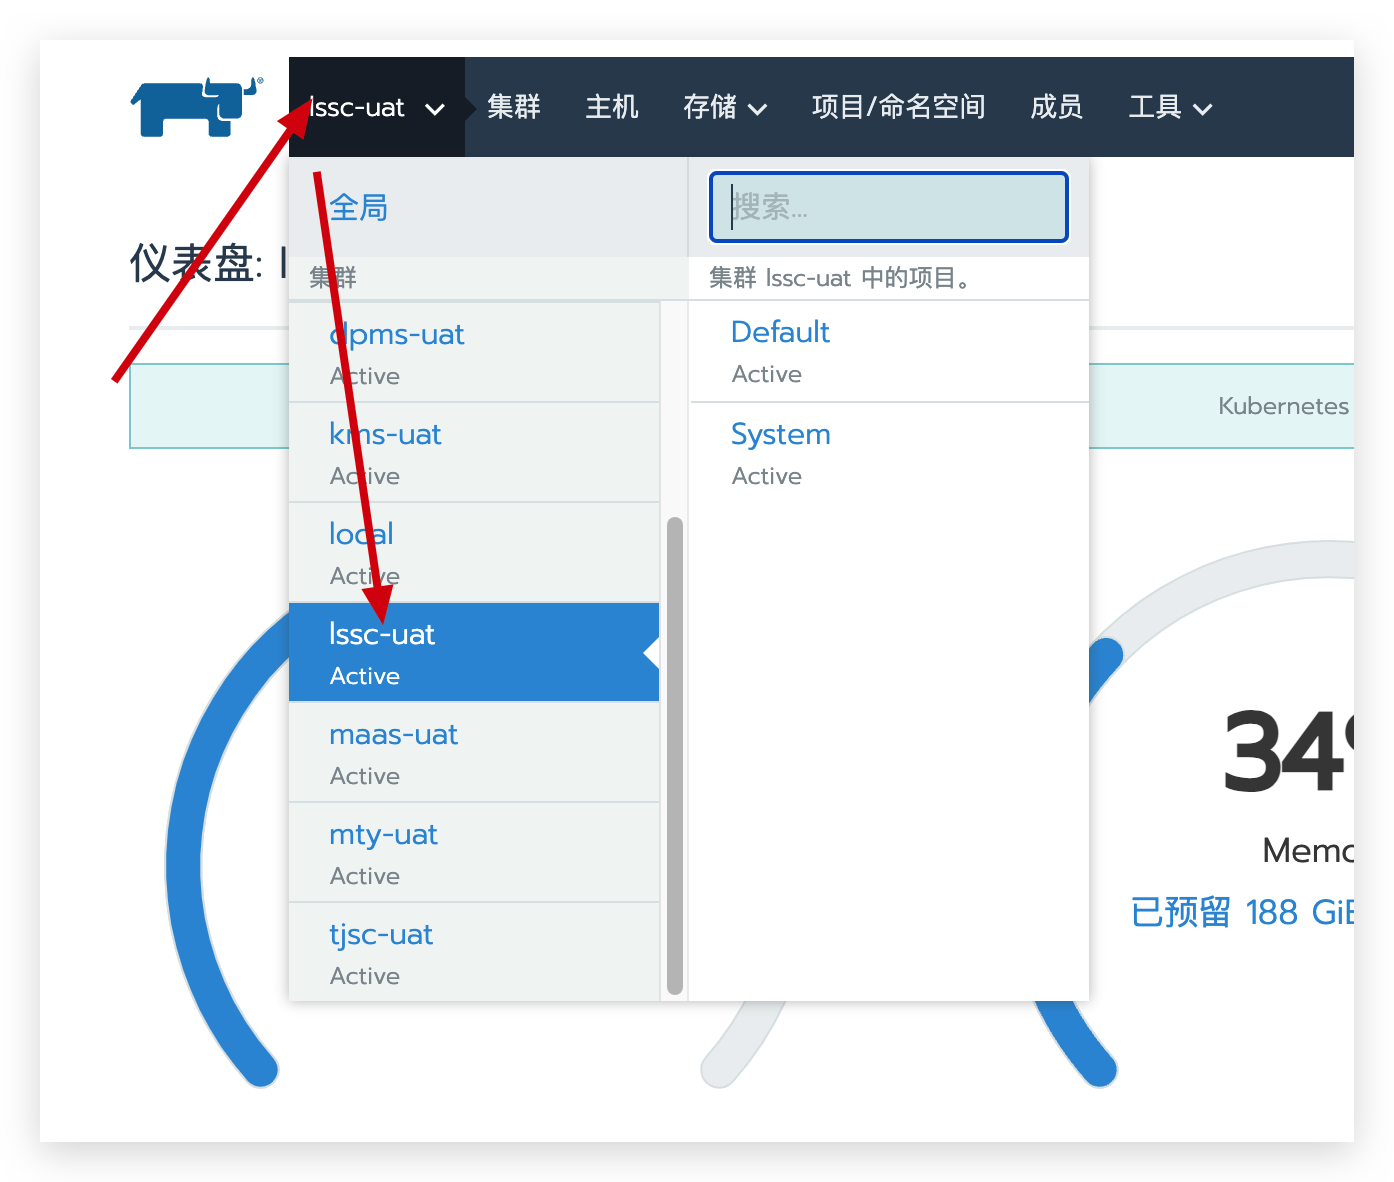 lssc-uat 集群 主机 存储 项目/命名空间 成员 工具
全局
搜索...
仪表盘:
集群
集群 lssc-uat 中的项目。
dpms-uat
Active
kms-uat
Active
local
Active
lssc-uat
Active
maas-uat
Active
mty-uat
Active
tjsc-uat
Active
Default
Active
System
Active
Kubernetes
34
已预留 188